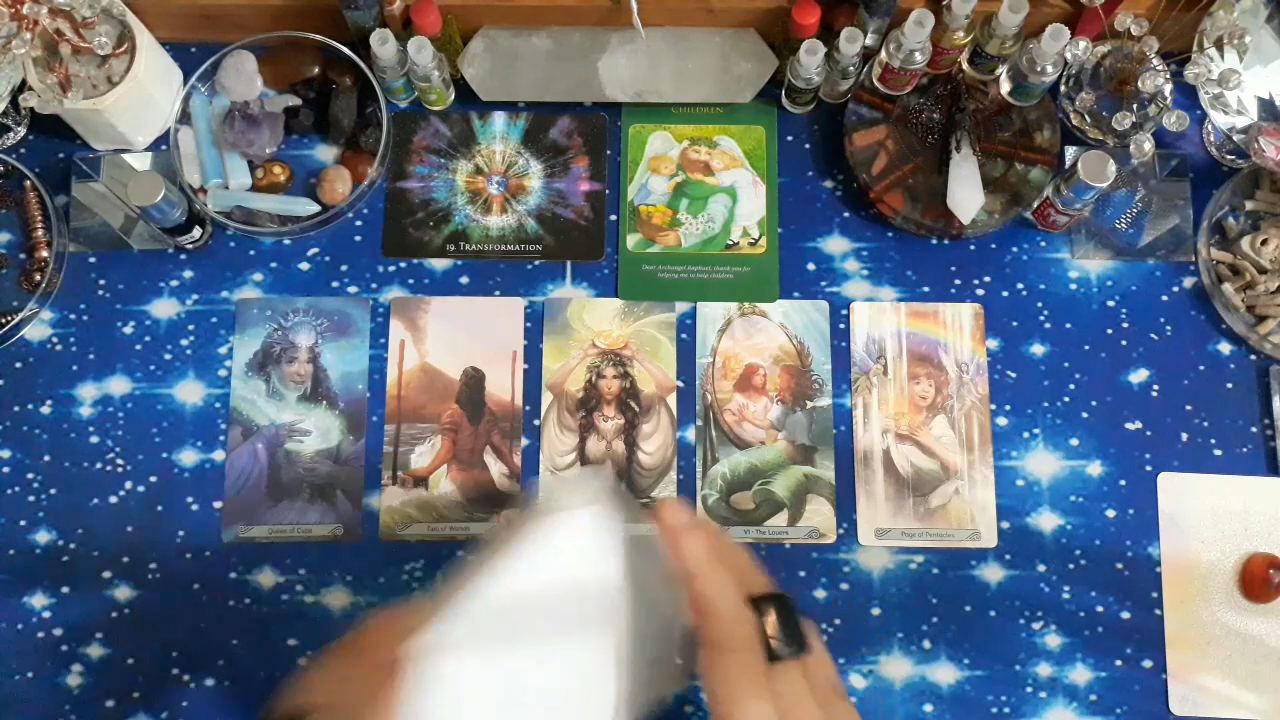 CHILDREN
19. TRANSFORMATION
Dear Archangel Raphael, thank you for
helping me to help children.
Queen of Cups
Two of Wands
VI - The Lovers
Page of Pentacles